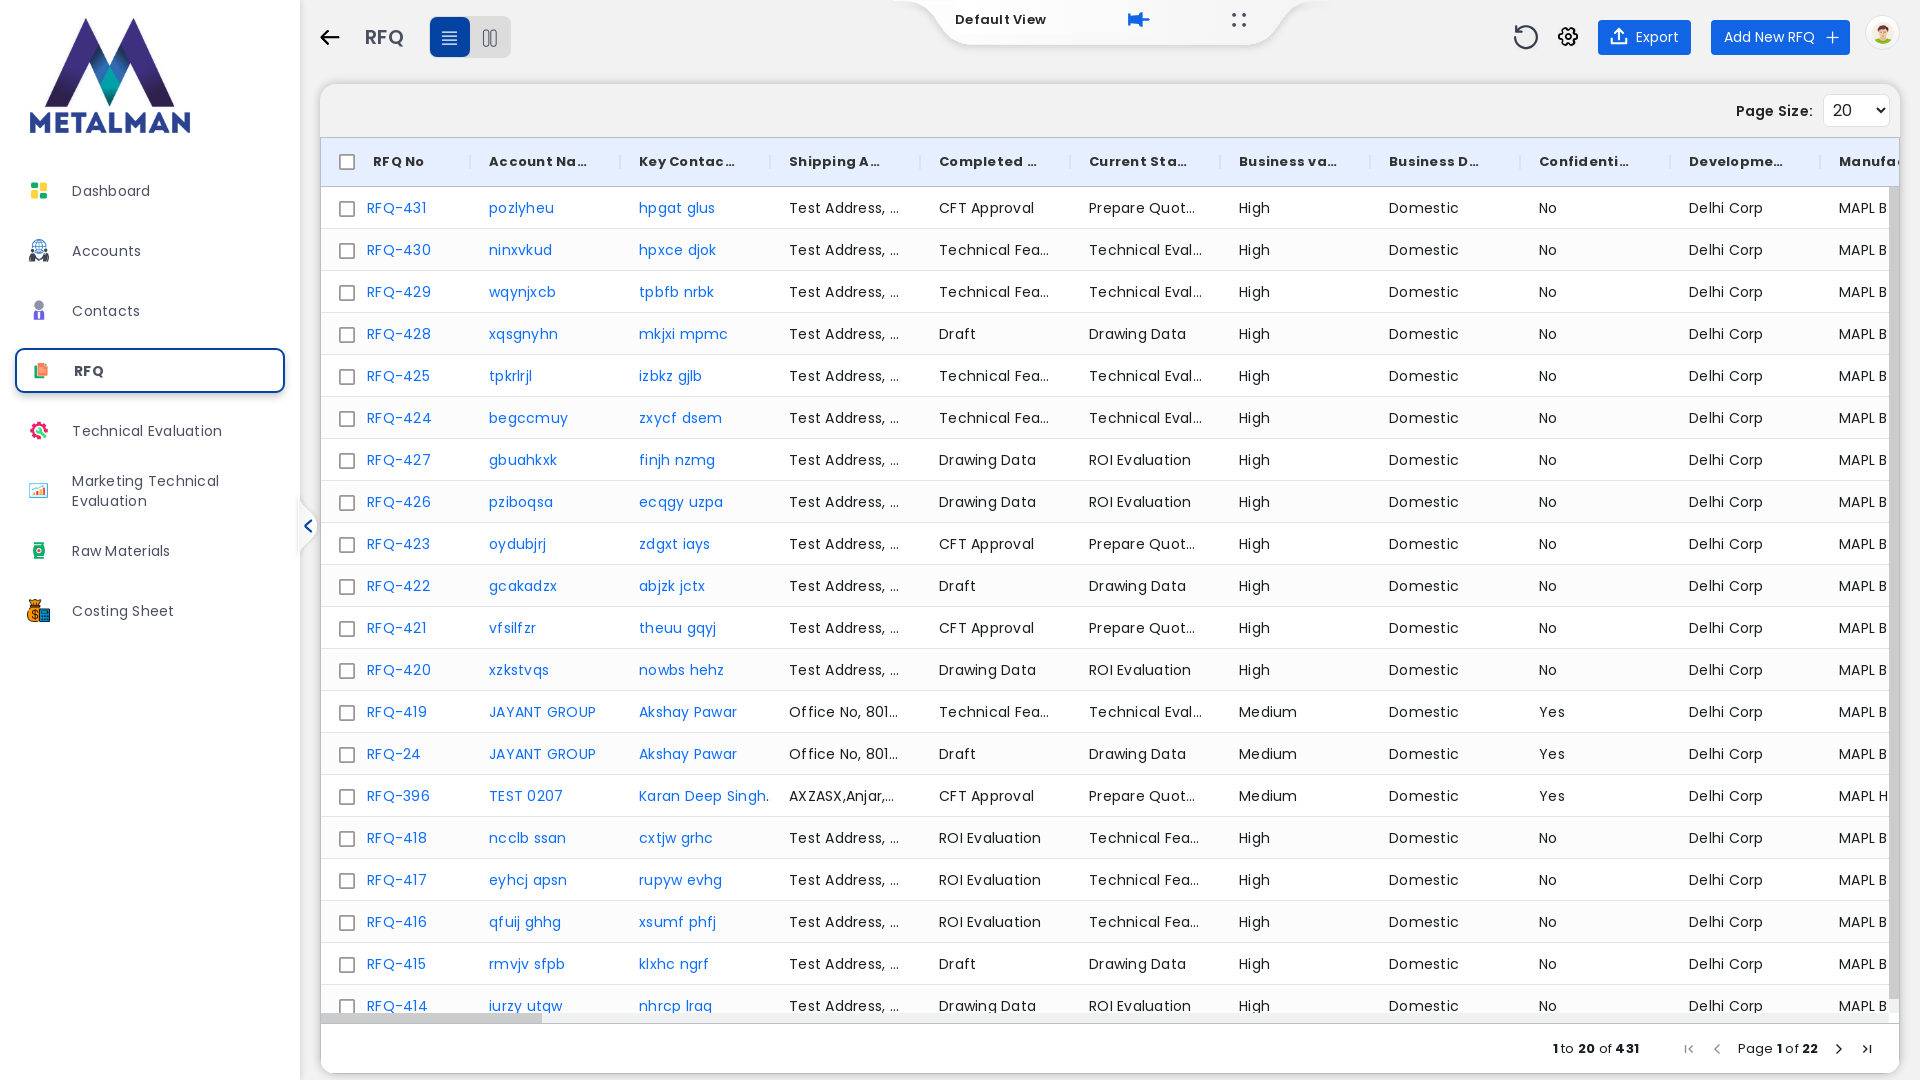 METALMAN
Dashboard
Accounts
Contacts
RFQ
Technical Evaluation
Marketing Technical
Evaluation
Raw Materials
Costing Sheet
RFQ
Default View
Export
Add New RFQ
Page Size: 20
RFQ No Account Na... Key Contac... Shipping A... Completed ... Current Sta... Business va... Business D... Confidenti... Developme... Manufac
RFQ-431 pozlyheu hpgat glus Test Address, ... CFT Approval Prepare Quot... High Domestic No Delhi Corp MAPL B
RFQ-430 ninxvkud hpxce djok Test Address, ... Technical Fea... Technical Eval... High Domestic No Delhi Corp MAPL B
RFQ-429 wqynjxcb tpbfb nrbk Test Address, ... Technical Fea... Technical Eval... High Domestic No Delhi Corp MAPL B
RFQ-428 xqsgnyhn mkjxi mpmc Test Address, ... Draft Drawing Data High Domestic No Delhi Corp MAPL B
RFQ-425 tpkrlrjl izbkz gjlb Test Address, ... Technical Fea... Technical Eval... High Domestic No Delhi Corp MAPL B
RFQ-424 begccmuy zxycf dsem Test Address, ... Technical Fea... Technical Eval... High Domestic No Delhi Corp MAPL B
RFQ-427 gbuahkxk finjh nzmg Test Address, ... Drawing Data ROI Evaluation High Domestic No Delhi Corp MAPL B
RFQ-426 pziboqsa ecqgy uzpa Test Address, ... Drawing Data ROI Evaluation High Domestic No Delhi Corp MAPL B
RFQ-423 oydubjrj zdgxt iays Test Address, ... CFT Approval Prepare Quot... High Domestic No Delhi Corp MAPL B
RFQ-422 gcakadzx abjzk jctx Test Address, ... Draft Drawing Data High Domestic No Delhi Corp MAPL B
RFQ-421 vfsilfzr theuu gqyj Test Address, ... CFT Approval Prepare Quot... High Domestic No Delhi Corp MAPL B
RFQ-420 xzkstvqs nowbs hehz Test Address, ... Drawing Data ROI Evaluation High Domestic No Delhi Corp MAPL B
RFQ-419 JAYANT GROUP Akshay Pawar Office No, 801... Technical Fea... Technical Eval... Medium Domestic Yes Delhi Corp MAPL B
RFQ-24 JAYANT GROUP Akshay Pawar Office No, 801... Draft Drawing Data Medium Domestic Yes Delhi Corp MAPL B
RFQ-396 TEST 0207 Karan Deep Singh. AXZASX,Anjar,... CFT Approval Prepare Quot... Medium Domestic Yes Delhi Corp MAPL H
RFQ-418 ncclb ssan cxtjw grhc Test Address, ... ROI Evaluation Technical Fea... High Domestic No Delhi Corp MAPL B
RFQ-417 eyhcj apsn rupyw evhg Test Address, ... ROI Evaluation Technical Fea... High Domestic No Delhi Corp MAPL B
RFQ-416 qfuij ghhg xsumf phfj Test Address, ... ROI Evaluation Technical Fea... High Domestic No Delhi Corp MAPL B
RFQ-415 rmvjv sfpb klxhc ngrf Test Address, ... Draft Drawing Data High Domestic No Delhi Corp MAPL B
RFQ-414 iurzy utqw nhrcp lraq Test Address, ... Drawing Data ROI Evaluation High Domestic No Delhi Corp MAPL B
1 to 20 of 431 Page 1 of 22